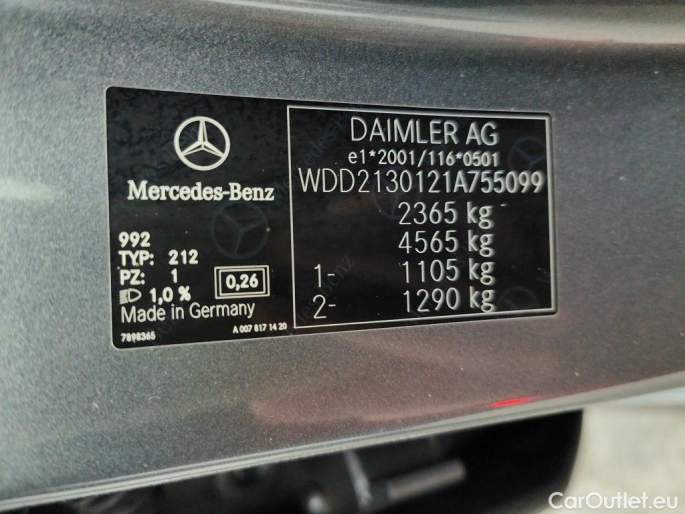 Mercedes-Benz
992
TYP: 212
PZ: 1
1,0 %
0,26
Made in Germany
7898365
A 007 817 14 20
DAIMLER AG
e1*2001/116*0501
WDD2130121A755099
2365 kg
4565 kg
1- 1105 kg
2- 1290 kg
CarOutlet.eu